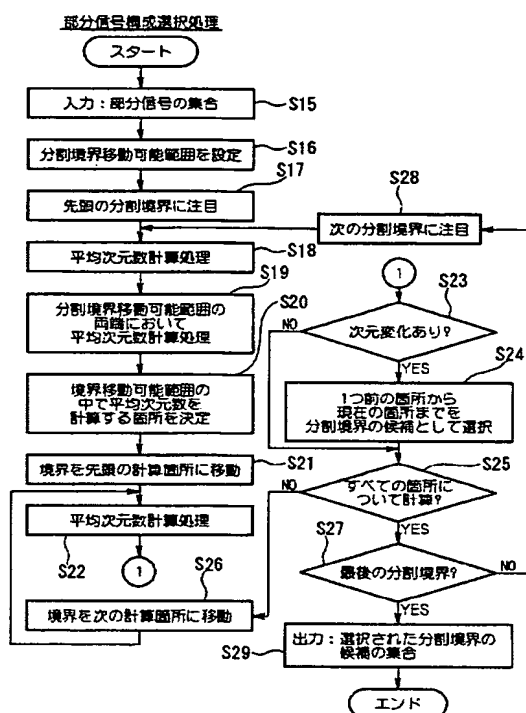 部分信号構成選択処理
スタート
入力：部分信号の集合
S15
分割境界移動可能範囲を設定
S16
先頭の分割境界に注目
S17
平均次元数計算処理
S18
分割境界移動可能範囲の
両端において
平均次元数計算処理
S19
境界移動可能範囲の
中で平均次元数を
計算する箇所を決定
S20
境界を先頭の計算箇所に移動
S21
平均次元数計算処理
S22
1
境界を次の計算箇所に移動
S26
S28
次の分割境界に注目
1
S23
次元変化あり?
NO
YES
S24
1つ前の箇所から
現在の箇所までを
分割境界の候補として選択
S25
すべての箇所に
ついて計算?
NO
YES
S27
最後の分割境界?
NO
YES
出力：選択された分割境界の
候補の集合
S29
エンド